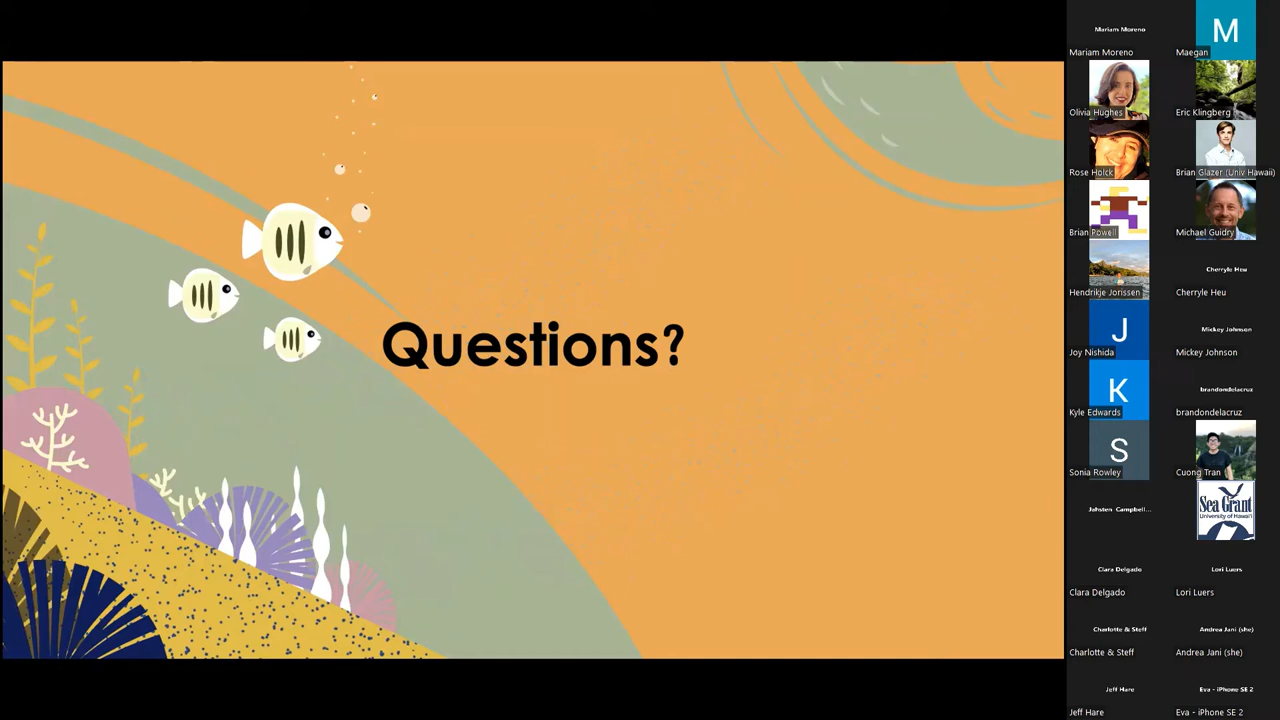 Questions?
Mariam Moreno
Mariam Moreno
M
Maegan
Olivia Hughes
Eric Klingberg
Rose Holck
Brian Glazer (Univ Hawaii)
Brian Powell
Michael Guidry
Hendrikje Jorissen
Cherryle Heu
Cherryle Heu
J
Joy Nishida
Mickey Johnson
Mickey Johnson
K
Kyle Edwards
brandondelacruz
brandondelacruz
S
Sonia Rowley
Cuong Tran
Jahsten Campbell...
Sea Grant
University of Hawai'i
Clara Delgado
Clara Delgado
Lori Luers
Lori Luers
Charlotte & Steff
Charlotte & Steff
Andrea Jani (she)
Andrea Jani (she)
Jeff Hare
Jeff Hare
Eva - iPhone SE 2
Eva - iPhone SE 2